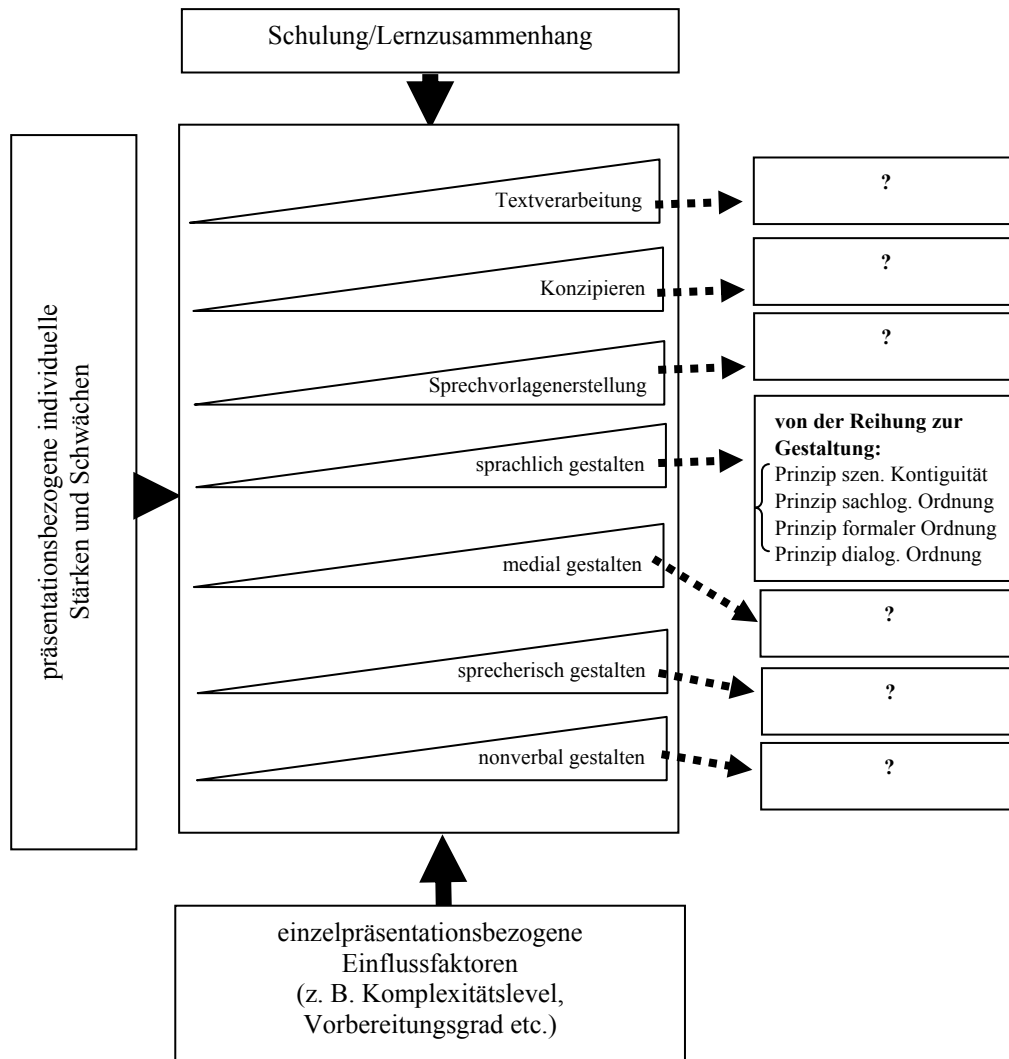 Schulung/Lernzusammenhang
präsentationsbezogene individuelle
Stärken und Schwächen
Textverarbeitung
?
Konzipieren
?
Sprechvorlagenerstellung
?
sprachlich gestalten
von der Reihung zur
Gestaltung:
Prinzip szen. Kontiguität
Prinzip sachlog. Ordnung
Prinzip formaler Ordnung
Prinzip dialog. Ordnung
medial gestalten
?
sprecherisch gestalten
?
nonverbal gestalten
?
einzelpräsentationsbezogene
Einflussfaktoren
(z. B. Komplexitätslevel,
Vorbereitungsgrad etc.)